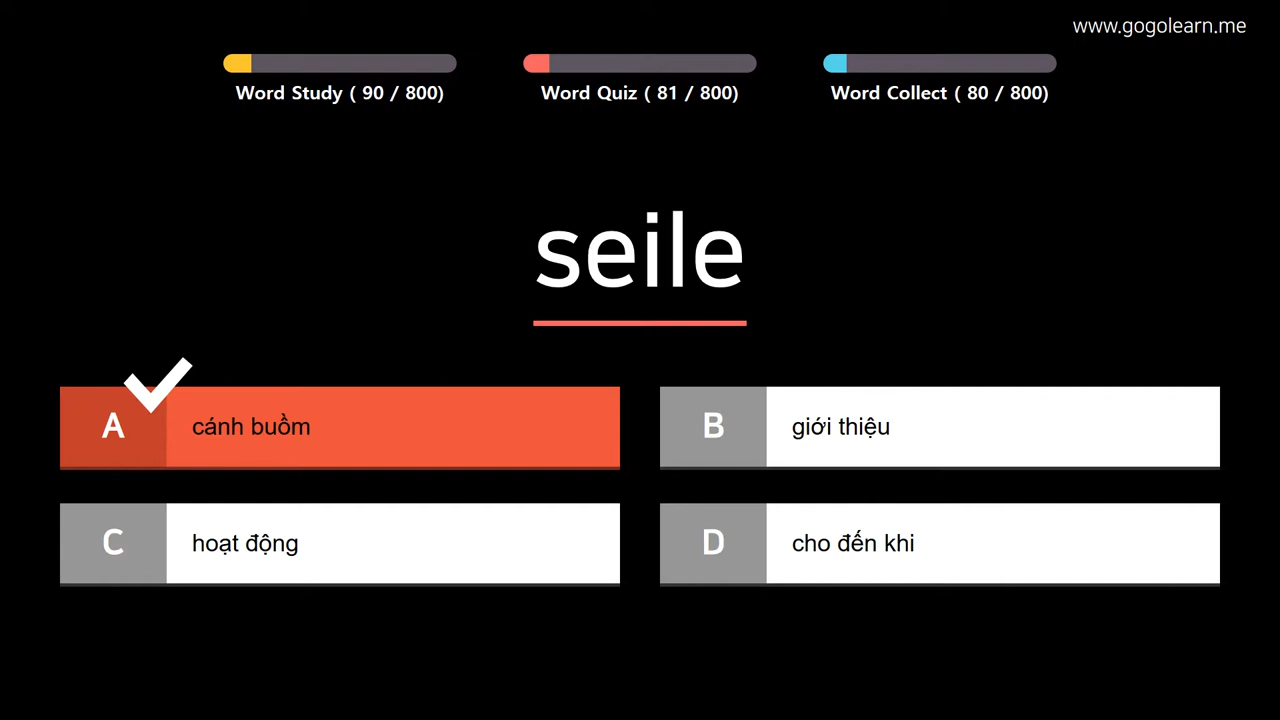 www.gogolearn.me
Word Study ( 90 / 800)
Word Quiz ( 81 / 800)
Word Collect ( 80 / 800)
seile
A cánh buồm
B giới thiệu
C hoạt động
D cho đến khi